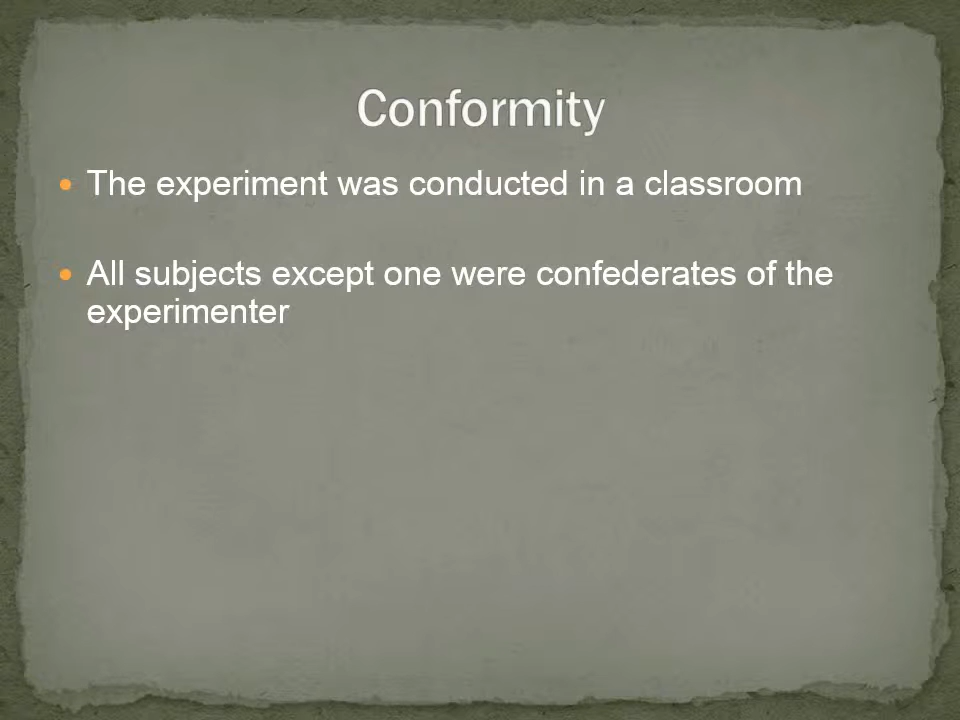 Conformity
The experiment was conducted in a classroom
All subjects except one were confederates of the
experimenter